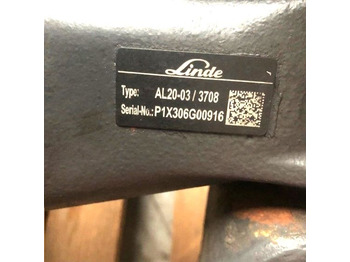 Linde
Type: AL20-03 / 3708
Serial-No.: P1X306G00916